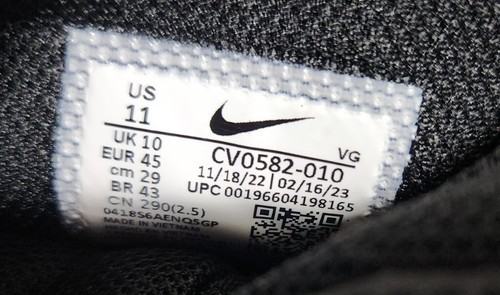 US
11
UK 10
EUR 45
cm 29
BR 43
CN 290(2.5)
0418S6AENQSGP
MADE IN VIETNAM
VG
CV0582-010
11/18/22 | 02/16/23
UPC 00196604198165